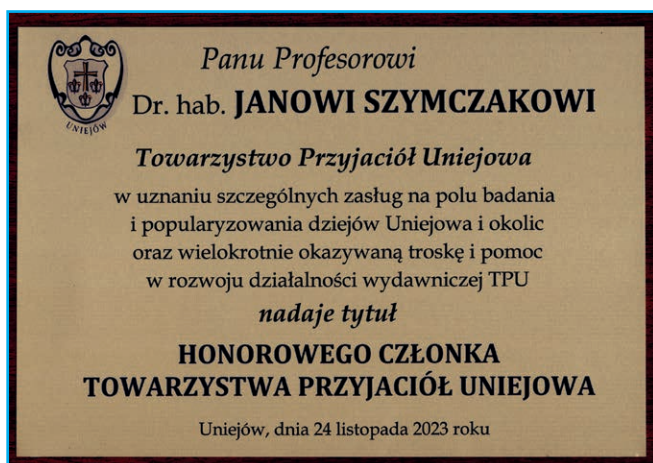 UNIEJÓW
Panu Profesorowi
Dr. hab. JANOWI SZYMCZAKOWI
Towarzystwo Przyjaciół Uniejowa
w uznaniu szczególnych zasług na polu badania
i popularyzowania dziejów Uniejowa i okolic
oraz wielokrotnie okazywaną troskę i pomoc
w rozwoju działalności wydawniczej TPU
nadaje tytuł
HONOROWEGO CZŁONKA
TOWARZYSTWA PRZYJACIÓŁ UNIEJOWA
Uniejów, dnia 24 listopada 2023 roku